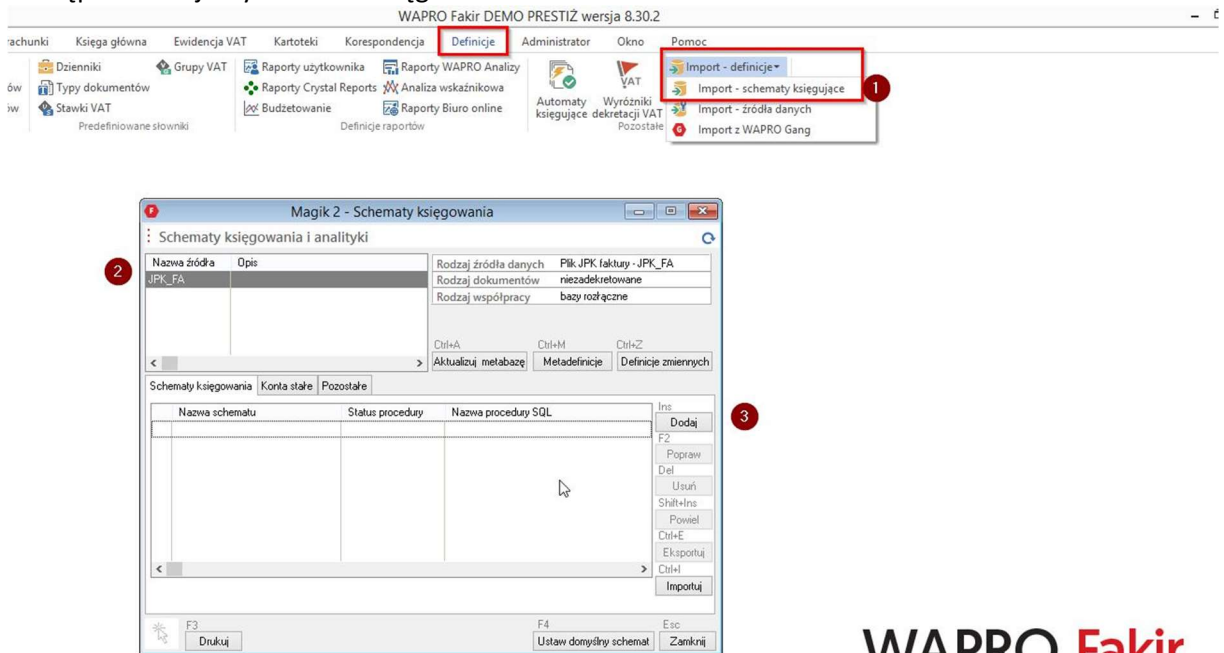 WAPRO Fakir DEMO PRESTIŻ wersja 8.30.2
Księga główna Ewidencja VAT Kartoteki Korespondencja Definicje Administrator Okno Pomoc
Dzienniki Grupy VAT Raporty użytkownika Raporty WAPRO Analizy Import - definicje
Typy dokumentów Raporty Crystal Reports Analiza wskaźnikowa Import - schematy księgujące 1
Stawki VAT Budżetowanie Raporty Biuro online Automaty księgujące Wyróżniki dekretacji VAT Import - źródła danych
Predefiniowane słowniki Definicje raportów Pozostałe Import z WAPRO Gang
Magik 2 - Schematy księgowania
Schematy księgowania i analityki
2
Nazwa źródła Opis
JPK_FA
Rodzaj źródła danych Plik JPK faktury - JPK_FA
Rodzaj dokumentów niezadekretowane
Rodzaj współpracy bazy rozłączne
Ctrl+A Ctrl+M Ctrl+Z
Aktualizuj metabazę Metadefinicje Definicje zmiennych
Schematy księgowania Konta stałe Pozostałe
Nazwa schematu Status procedury Nazwa procedury SQL
Ins
Dodaj
3
F2
Popraw
Del
Usuń
Shift+Ins
Powiel
Ctrl+E
Eksportuj
Ctrl+I
Importuj
F3 F4 Esc
Drukuj Ustaw domyślny schemat Zamknij
WAPRO Fakir